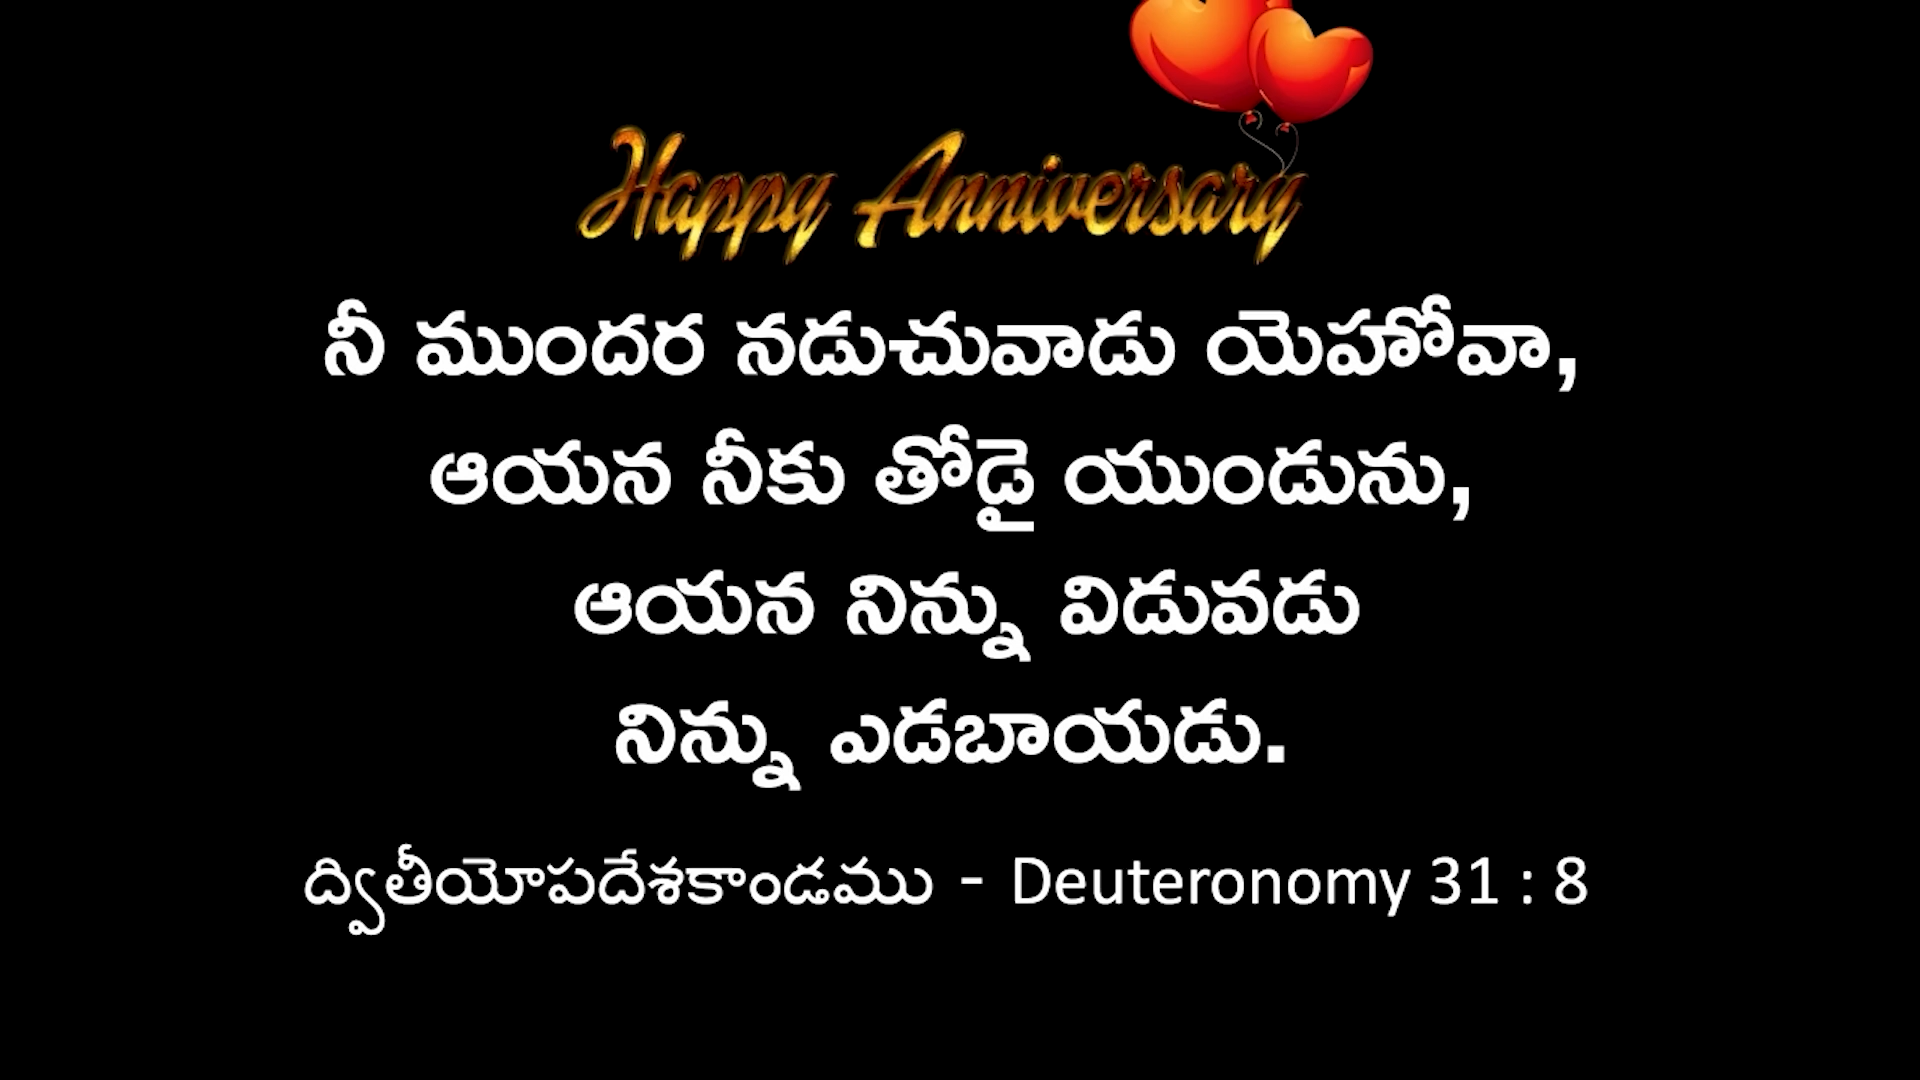 Happy Anniversary
నీ ముందర నడుచువాడు యెహోవా,
ఆయన నీకు తోడై యుండును,
ఆయన నిన్ను విడువడు
నిన్ను ఎడబాయడు.
ద్వితీయోపదేశకాండము - Deuteronomy 31 : 8